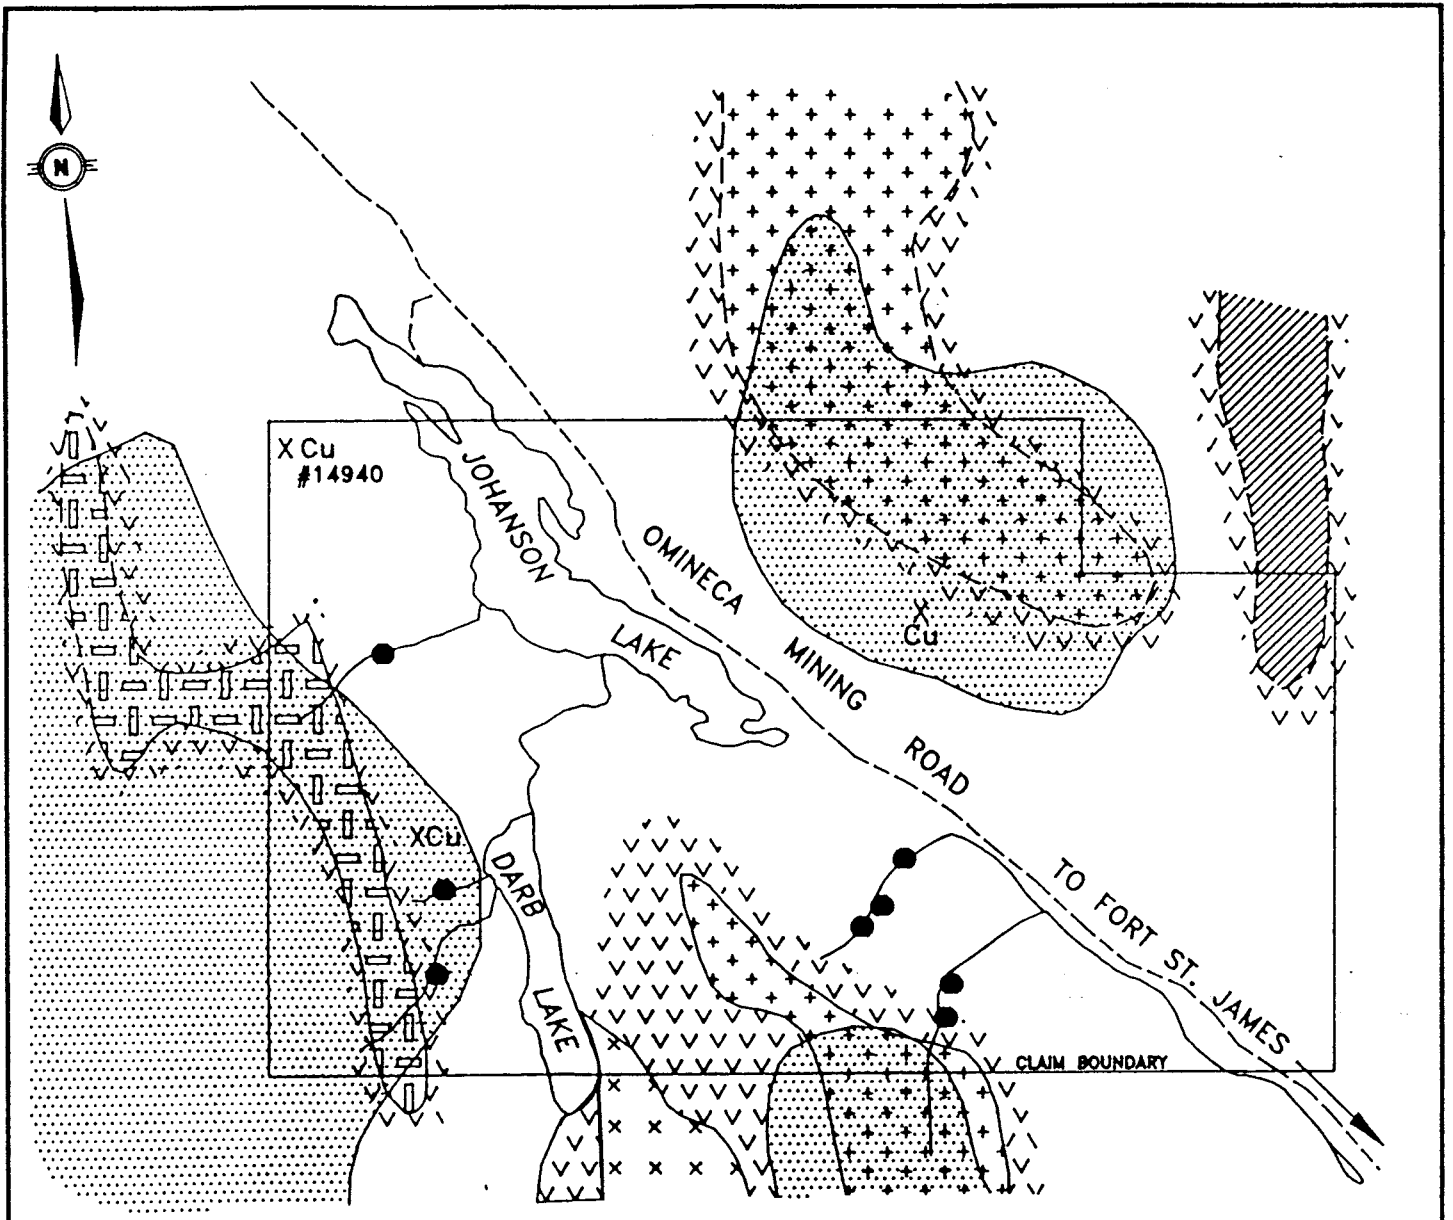 N
X Cu
#14940
JOHANSON
LAKE
OMINECA
MINING
ROAD
TO FORT ST. JAMES
X
Cu
XCu
DARB
LAKE
CLAIM BOUNDARY